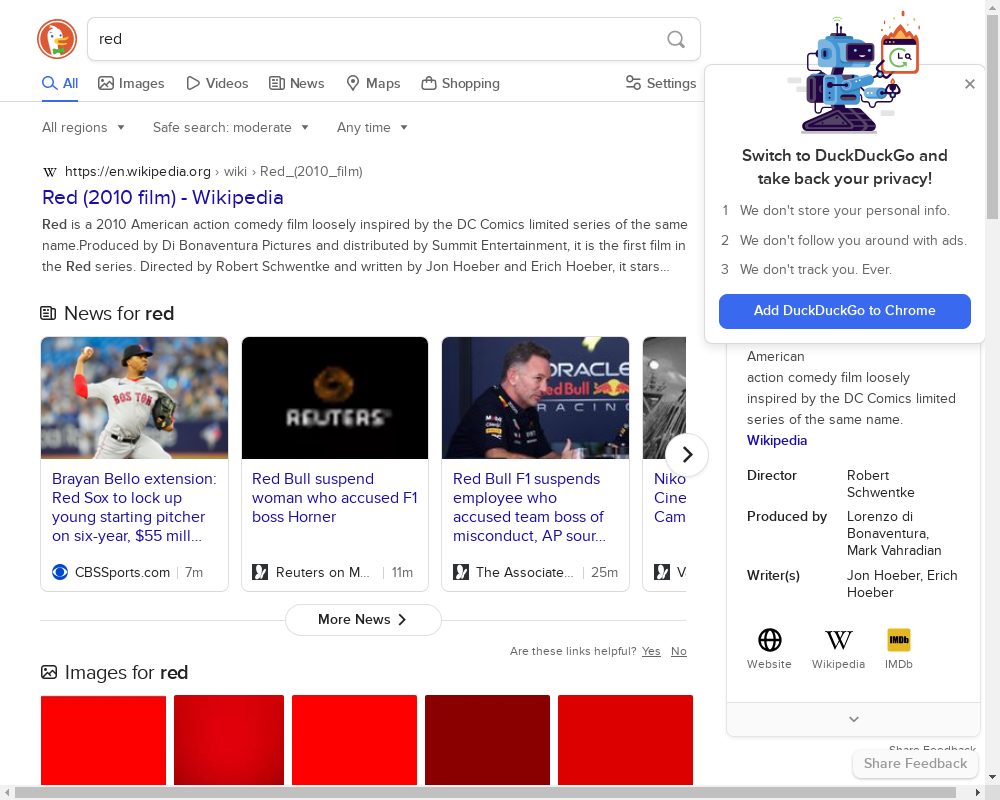 red
All
Images
Videos
News
Maps
Shopping
Settings
All regions
Safe search: moderate
Any time
https://en.wikipedia.org › wiki › Red_(2010_film)
Red (2010 film) - Wikipedia
Red is a 2010 American action comedy film loosely inspired by the DC Comics limited series of the same
name.Produced by Di Bonaventura Pictures and distributed by Summit Entertainment, it is the first film in
the Red series. Directed by Robert Schwentke and written by Jon Hoeber and Erich Hoeber, it stars...
News for red
BOSTON
REUTERS
ORACLE
Red Bull
RACING
Brayan Bello extension:
Red Sox to lock up
young starting pitcher
on six-year, $55 mill...
CBSSports.com
7m
Red Bull suspend
woman who accused F1
boss Horner
Reuters on M...
11m
Red Bull F1 suspends
employee who
accused team boss of
misconduct, AP sour...
The Associate...
25m
Niko
Cine
Cam
V
More News
Are these links helpful? Yes No
Images for red
Switch to DuckDuckGo and
take back your privacy!
1 We don't store your personal info.
2 We don't follow you around with ads.
3 We don't track you. Ever.
Add DuckDuckGo to Chrome
American
action comedy film loosely
inspired by the DC Comics limited
series of the same name.
Wikipedia
Director
Robert
Schwentke
Produced by
Lorenzo di
Bonaventura,
Mark Vahradian
Writer(s)
Jon Hoeber, Erich
Hoeber
IMDb
Website
Wikipedia
IMDb
Share Feedback
Share Feedback